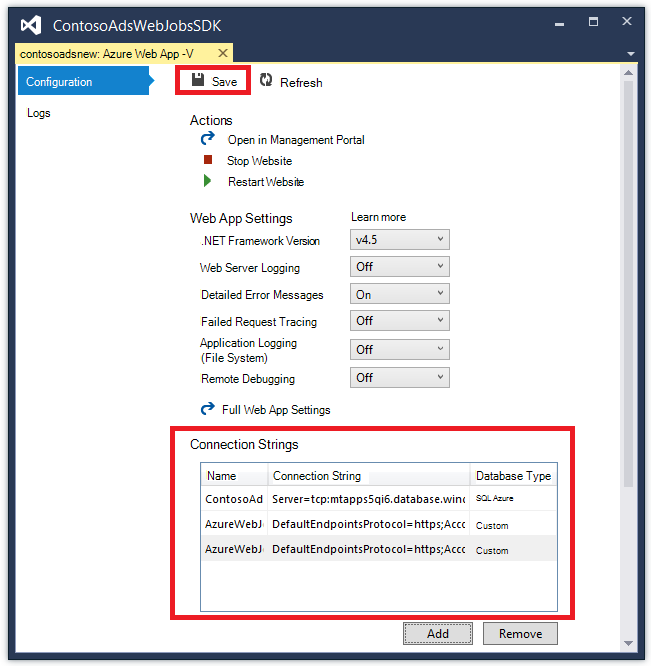 ContosoAdsWebJobsSDK
contosoadsnew: Azure Web App -V
Configuration
Save
Refresh
Logs
Actions
Open in Management Portal
Stop Website
Restart Website
Web App Settings
Learn more
.NET Framework Version
v4.5
Web Server Logging
Off
Detailed Error Messages
On
Failed Request Tracing
Off
Application Logging
(File System)
Off
Remote Debugging
Off
Full Web App Settings
Connection Strings
Name Connection String Database Type
ContosoAd Server=tcp:mtapps5qi6.database.wind SQL Azure
AzureWebJ DefaultEndpointsProtocol=https;Acco Custom
AzureWebJ DefaultEndpointsProtocol=https;Acco Custom
Add Remove